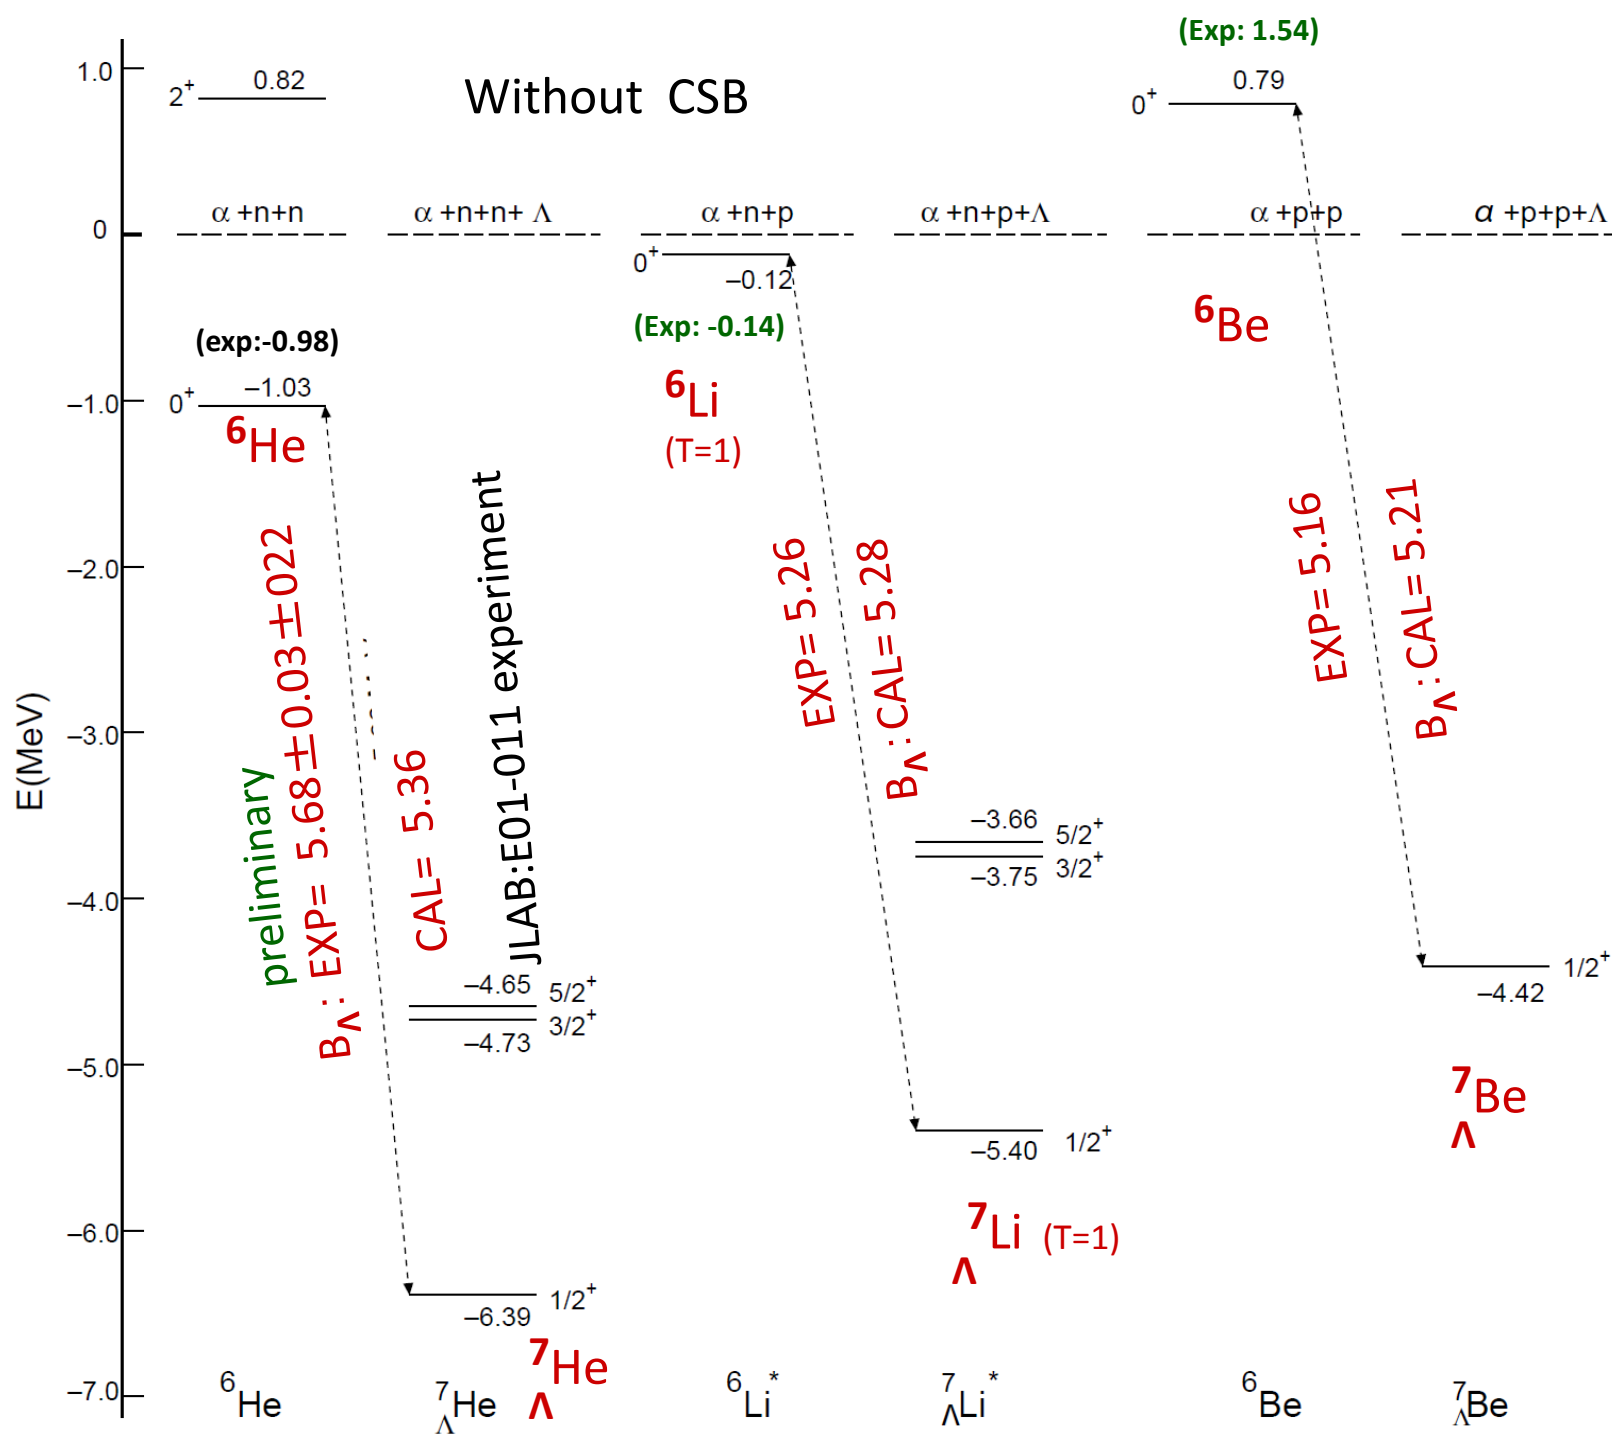 (Exp: 1.54)
Without CSB
1.0
0
–1.0
–2.0
–3.0
–4.0
–5.0
–6.0
–7.0
E(MeV)
2+
0.82
α +n+n
(exp:-0.98)
0+
–1.03
6He
preliminary
BΛ : EXP= 5.68±0.03±022
CAL= 5.36
JLAB:E01-011 experiment
α +n+n+ Λ
–4.65
5/2+
3/2+
–4.73
1/2+
–6.39
7ΛHe
α +n+p
0+
–0.12
(Exp: -0.14)
6Li
(T=1)
EXP= 5.26
BΛ : CAL= 5.28
α +n+p+Λ
–3.66
5/2+
3/2+
–3.75
1/2+
–5.40
7ΛLi (T=1)
0+
0.79
α +p+p
6Be
EXP= 5.16
BΛ : CAL= 5.21
α +p+p+Λ
1/2+
–4.42
7ΛBe
6He
7ΛHe
6Li*
7ΛLi*
6Be
7ΛBe